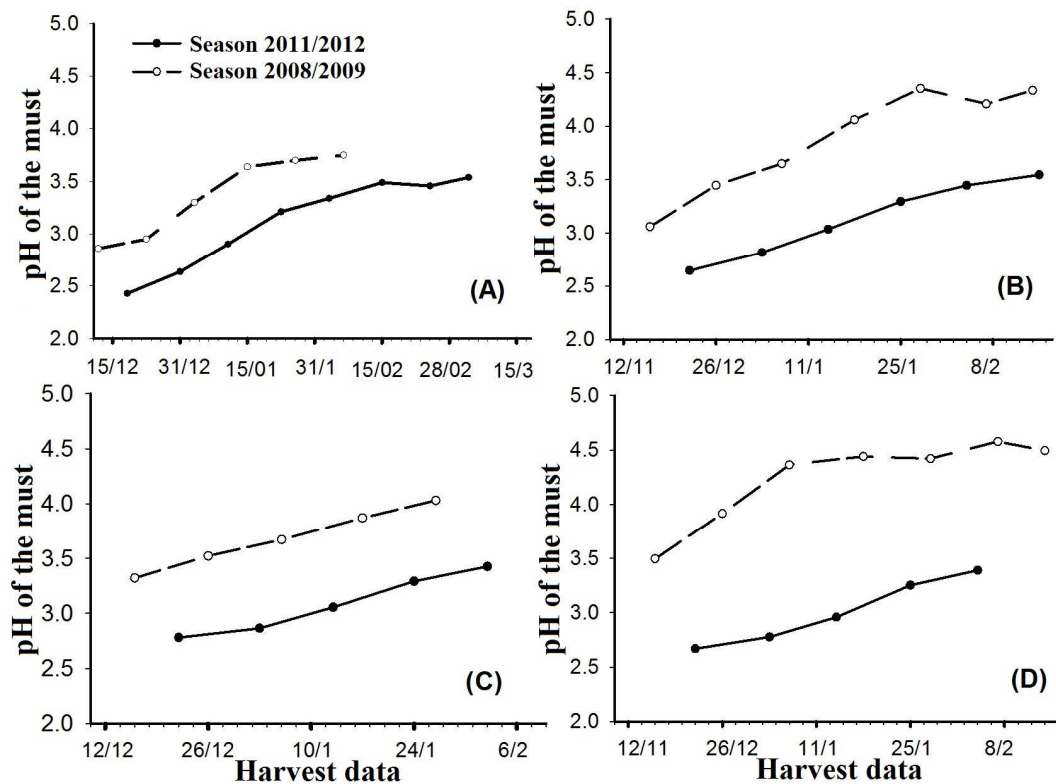 5.0
4.5
4.0
3.5
3.0
2.5
2.0
pH of the must
Season 2011/2012
Season 2008/2009
(A)
15/12 31/12 15/01 31/1 15/02 28/02 15/3
5.0
4.5
4.0
3.5
3.0
2.5
2.0
pH of the must
(B)
12/11 26/12 11/1 25/1 8/2
5.0
4.5
4.0
3.5
3.0
2.5
2.0
pH of the must
(C)
12/12 26/12 10/1 24/1 6/2
Harvest data
5.0
4.5
4.0
3.5
3.0
2.5
2.0
pH of the must
(D)
12/11 26/12 11/1 25/1 8/2
Harvest data